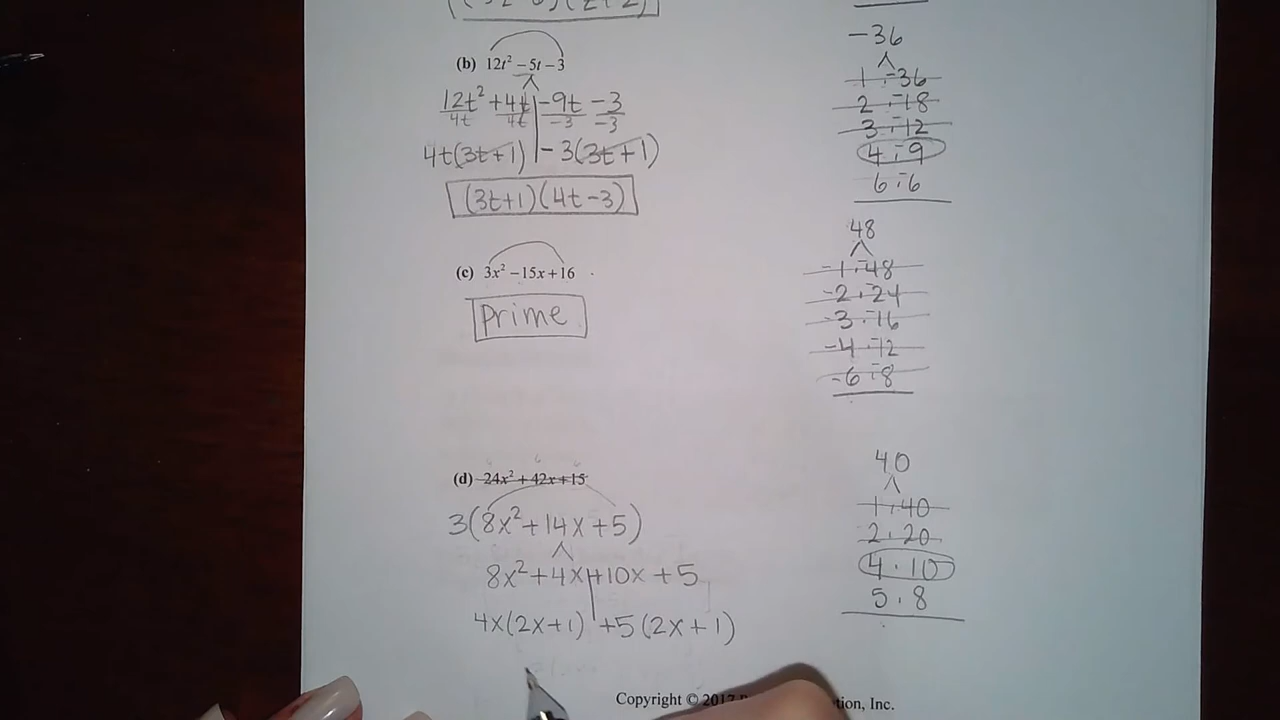 (b) 12t² − 5t − 3
12t² + 4t | − 9t − 3
4t 4t −3 −3
4t(3t+1) | − 3(3t+1)
(3t+1)(4t−3)
(c) 3x² − 15x + 16
prime
(d) 24x² + 42x + 15
3(8x² + 14x + 5)
8x² + 4x | + 10x + 5
4x(2x+1) | + 5(2x+1)
Copyright © 2017
tion, Inc.
−36
1 · −36
2 · −18
3 · −12
4 · −9
6 · −6
48
−1 · −48
−2 · −24
−3 · −16
−4 · −12
−6 · −8
40
1 · 40
2 · 20
4 · 10
5 · 8